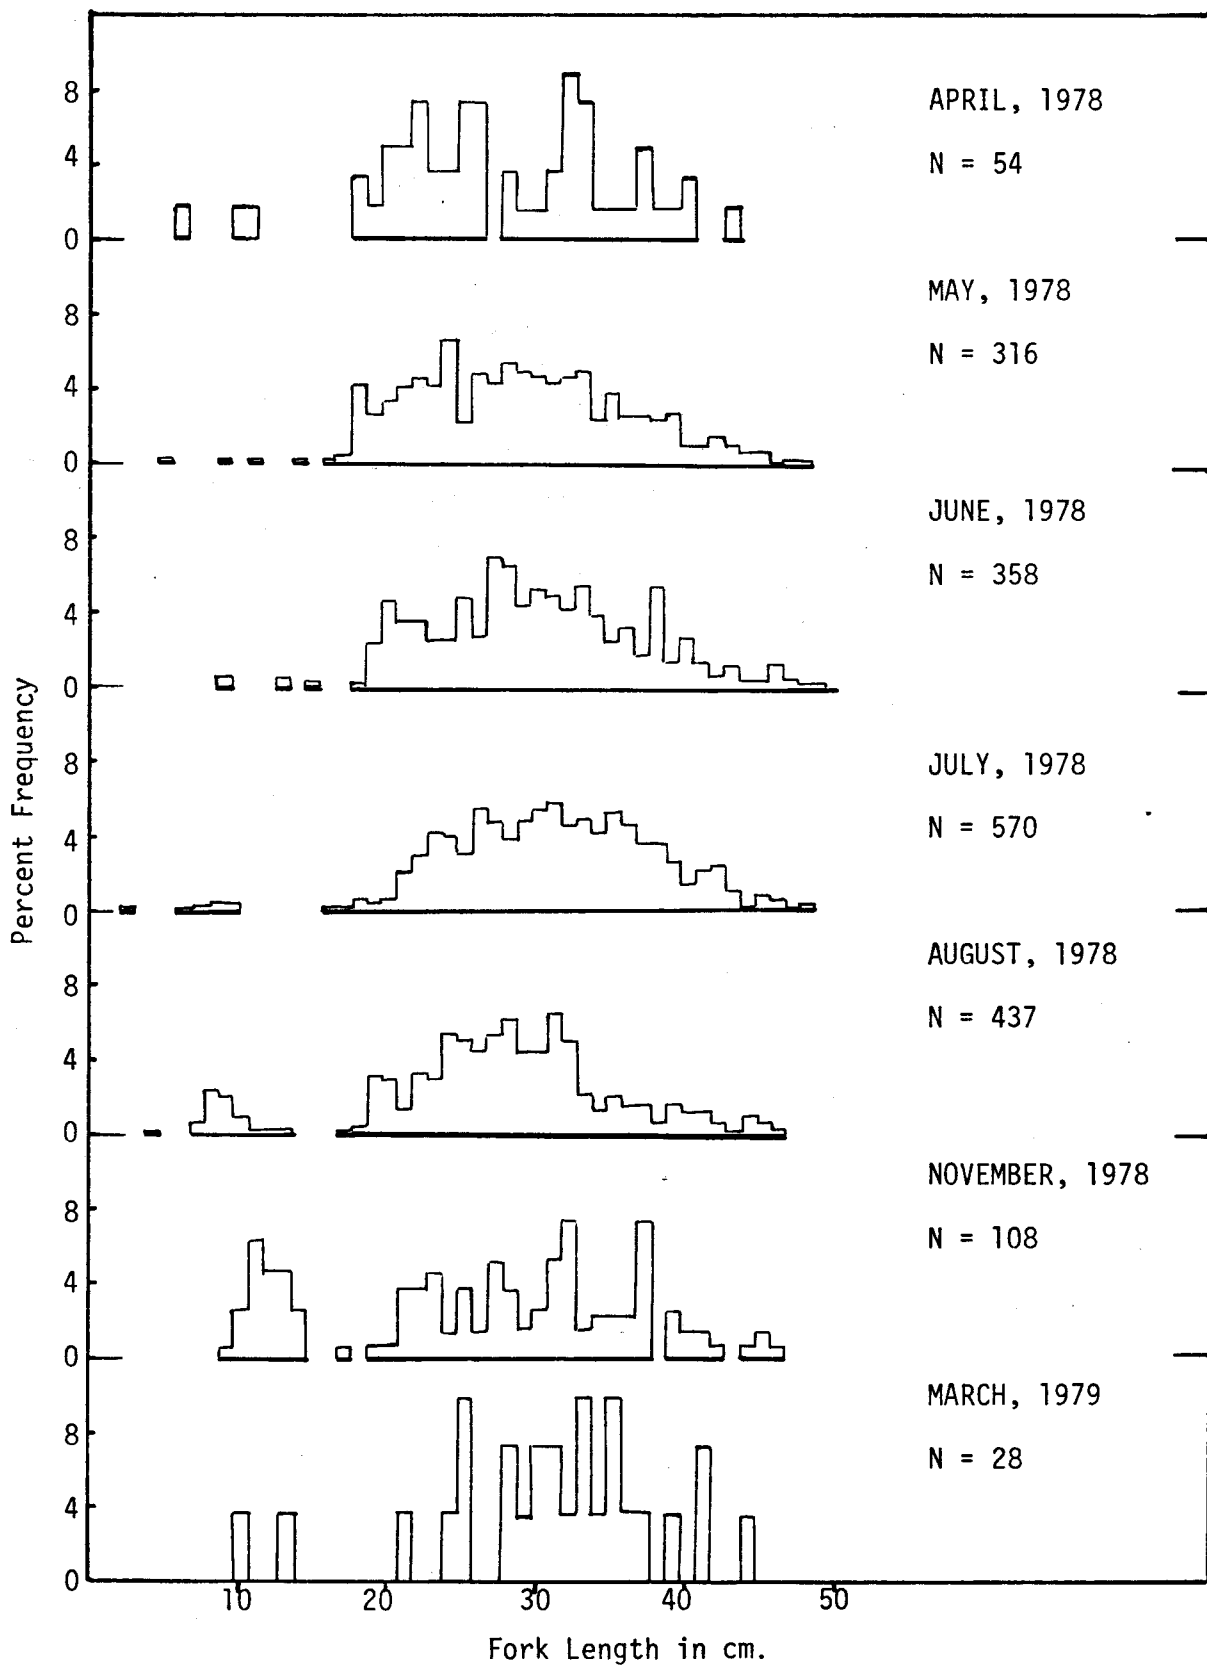 8
4
0
APRIL, 1978
N = 54
8
4
0
MAY, 1978
N = 316
8
4
0
JUNE, 1978
N = 358
8
4
0
JULY, 1978
N = 570
8
4
0
AUGUST, 1978
N = 437
8
4
0
NOVEMBER, 1978
N = 108
8
4
0
MARCH, 1979
N = 28
Percent Frequency
10 20 30 40 50
Fork Length in cm.